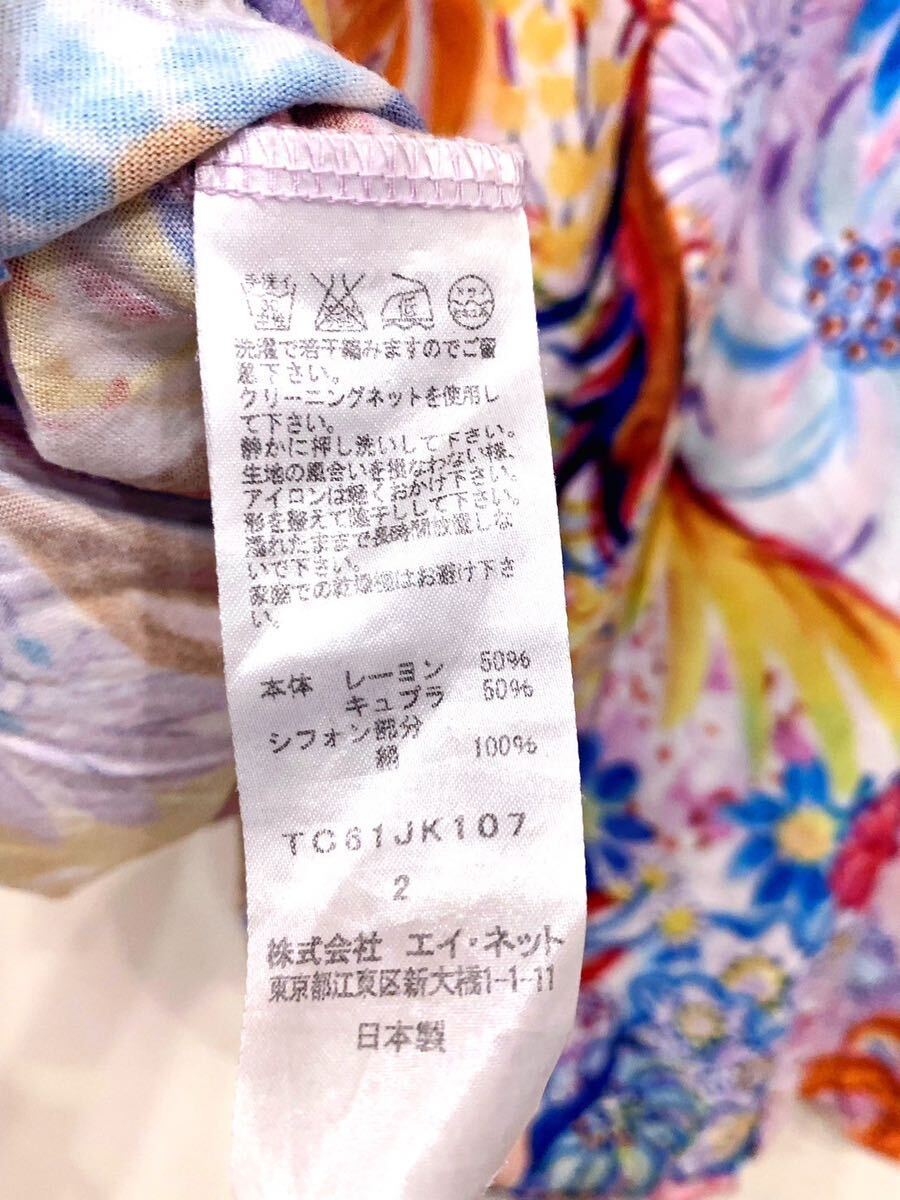 手洗イ
洗濯で若干縮みますのでご留
意下さい。
クリーニングネットを使用し
て下さい。
静かに押し洗いして下さい。
生地の風合いを損なわない様、
アイロンは軽くおかけ下さい。
形を整えて陰干しして下さい。
濡れたままで長時間放置しな
いで下さい。
家庭での乾燥機はお避け下さ
い。
本体 レーヨン 50%
キュプラ 50%
シフォン部分
綿 100%
TC61JK107
2
株式会社 エイ・ネット
東京都江東区新大橋1-1-11
日本製